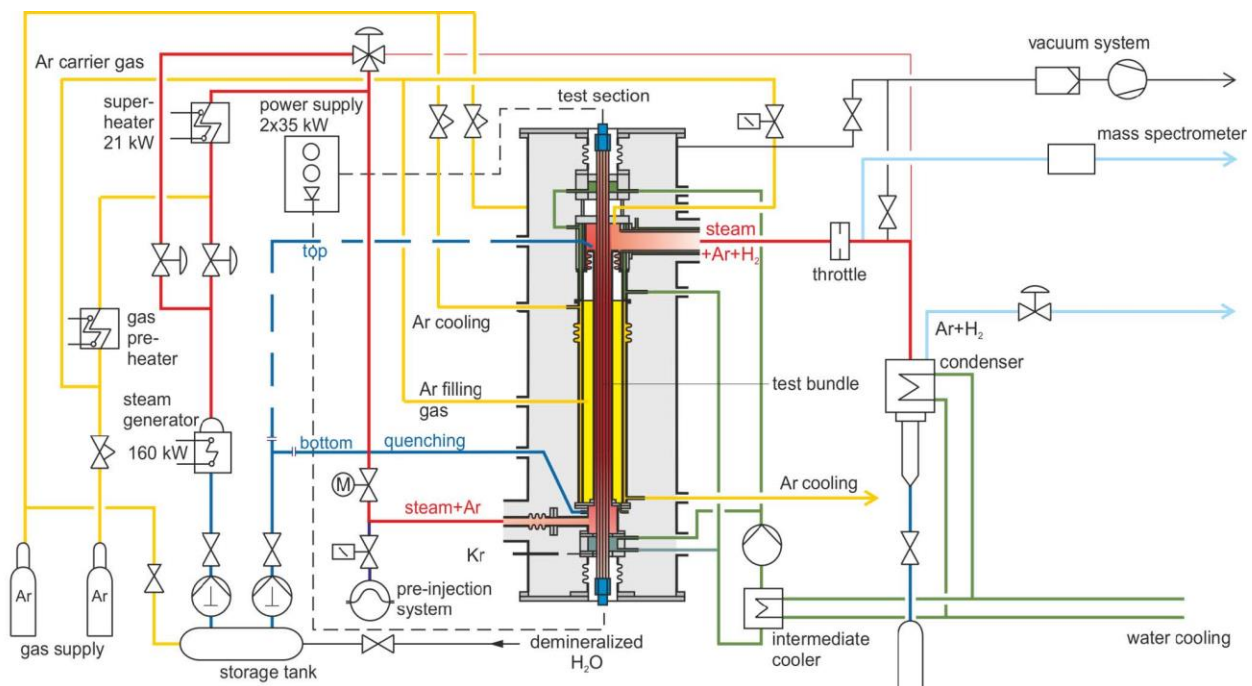 vacuum system
Ar carrier gas
super-
heater
21 kW
power supply
2x35 kW
test section
mass spectrometer
top
steam
+Ar+H₂
throttle
gas
pre-
heater
Ar cooling
Ar+H₂
condenser
test bundle
Ar filling
gas
steam
generator
160 kW
bottom
quenching
M
Ar cooling
steam+Ar
Kr
Ar
Ar
pre-injection
system
gas supply
storage tank
demineralized
H₂O
intermediate
cooler
water cooling